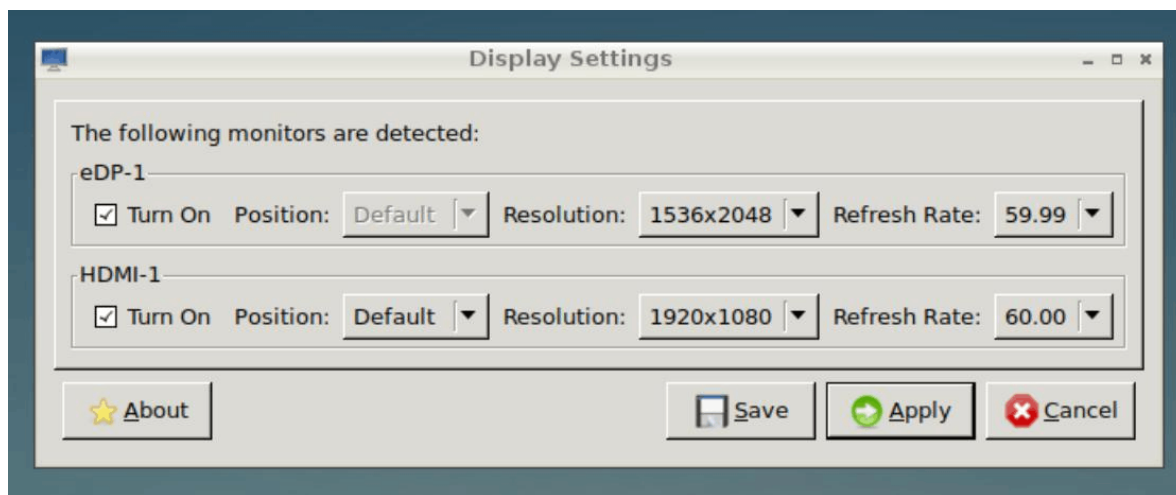 Display Settings
The following monitors are detected:
eDP-1
Turn On Position: Default Resolution: 1536x2048 Refresh Rate: 59.99
HDMI-1
Turn On Position: Default Resolution: 1920x1080 Refresh Rate: 60.00
About Save Apply Cancel